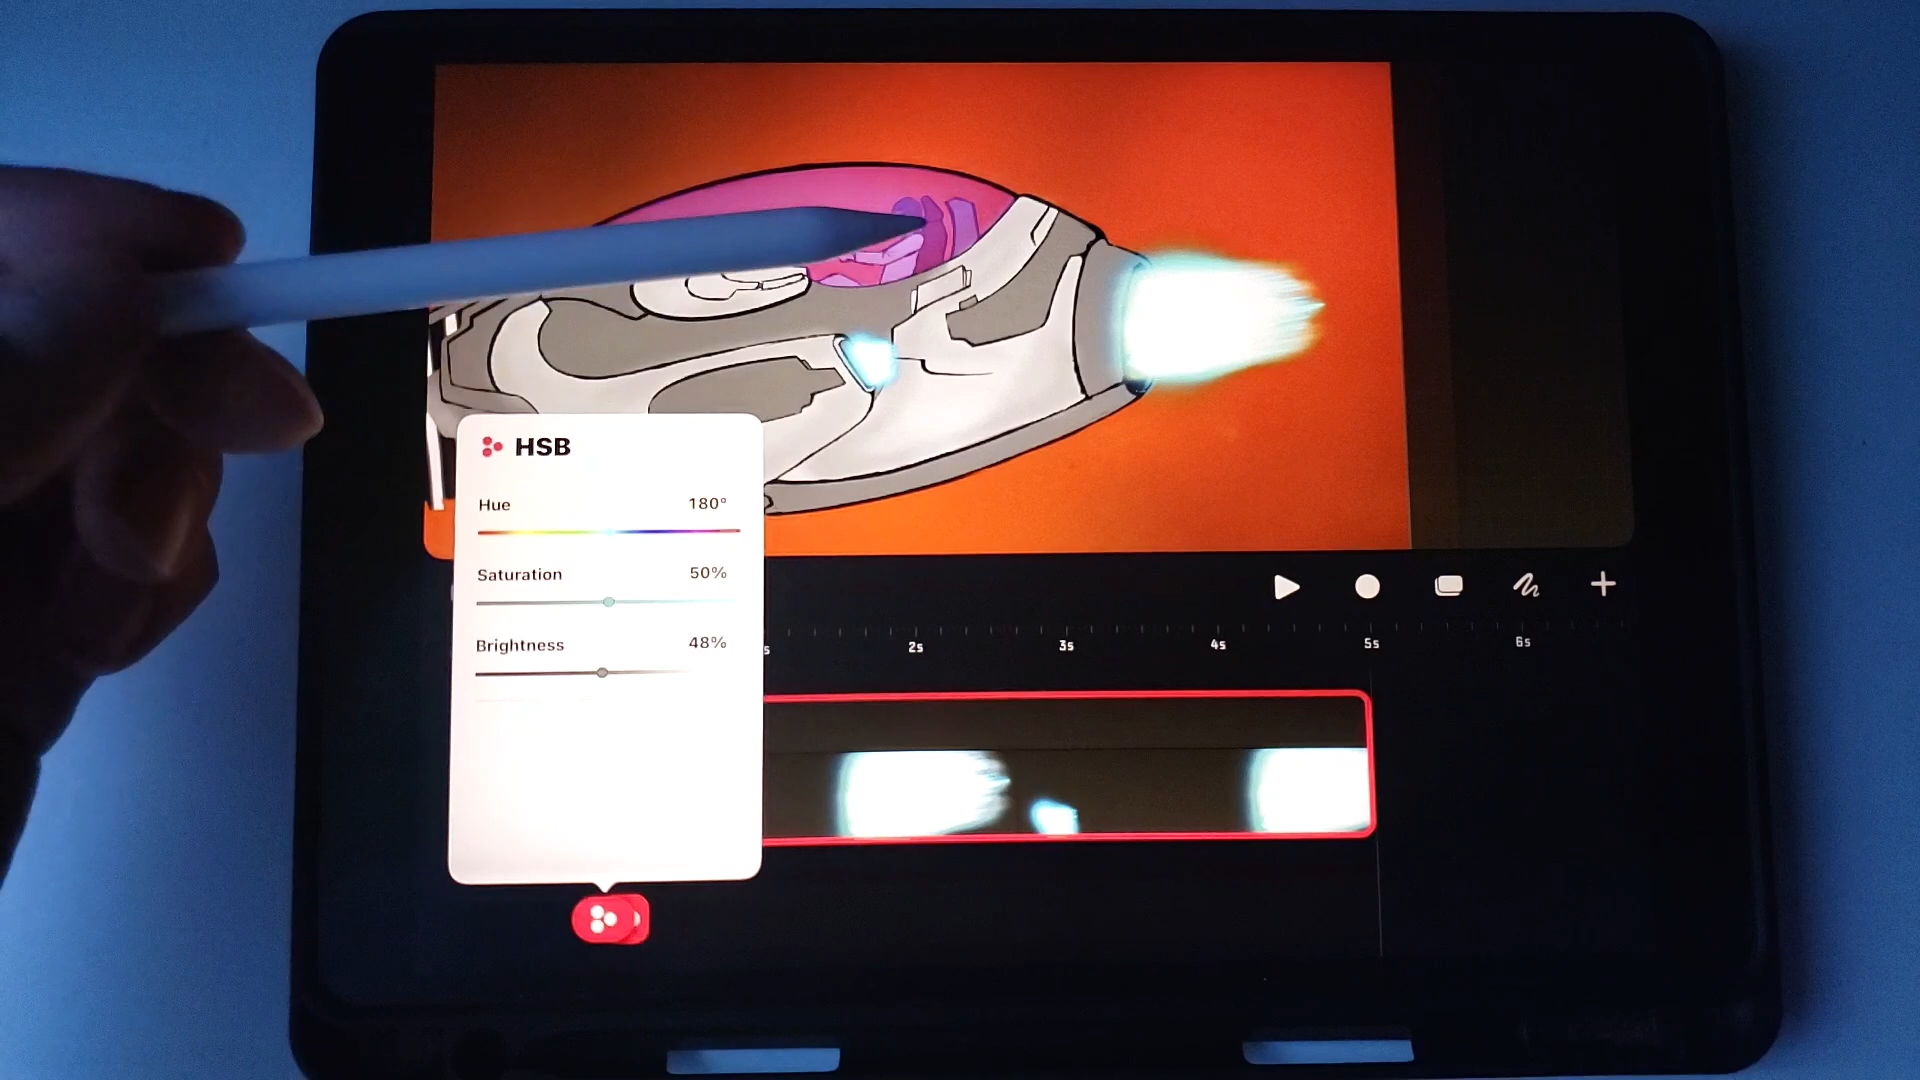 HSB
Hue 180°
Saturation 50%
Brightness 48%
s 2s 3s 4s 5s 6s